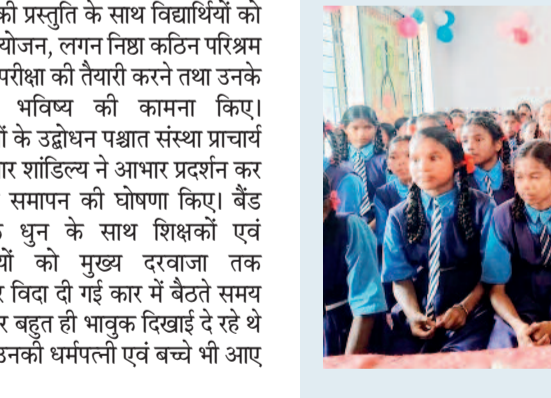 की प्रस्तुति के साथ विद्यार्थियों को
योजन, लगन निष्ठा कठिन परिश्रम
परीक्षा की तैयारी करने तथा उनके
भविष्य की कामना किए।
के उद्बोधन पश्चात संस्था प्राचार्य
शांडिल्य ने आभार प्रदर्शन कर
समापन की घोषणा किए। बैंड
धुन के साथ शिक्षकों एवं
को मुख्य दरवाजा तक
विदा दी गई कार में बैठते समय
बहुत ही भावुक दिखाई दे रहे थे
उनकी धर्मपत्नी एवं बच्चे भी आए